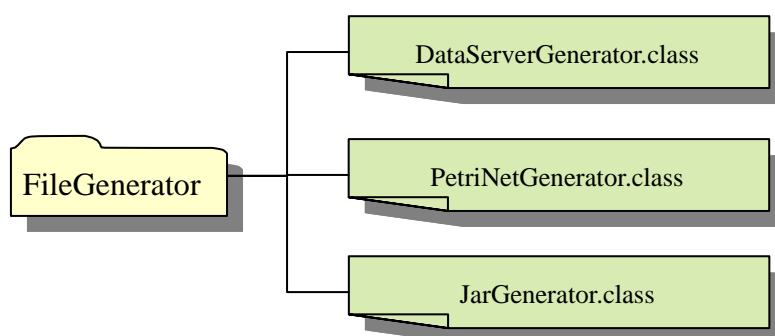 DataServerGenerator.class
FileGenerator
PetriNetGenerator.class
JarGenerator.class